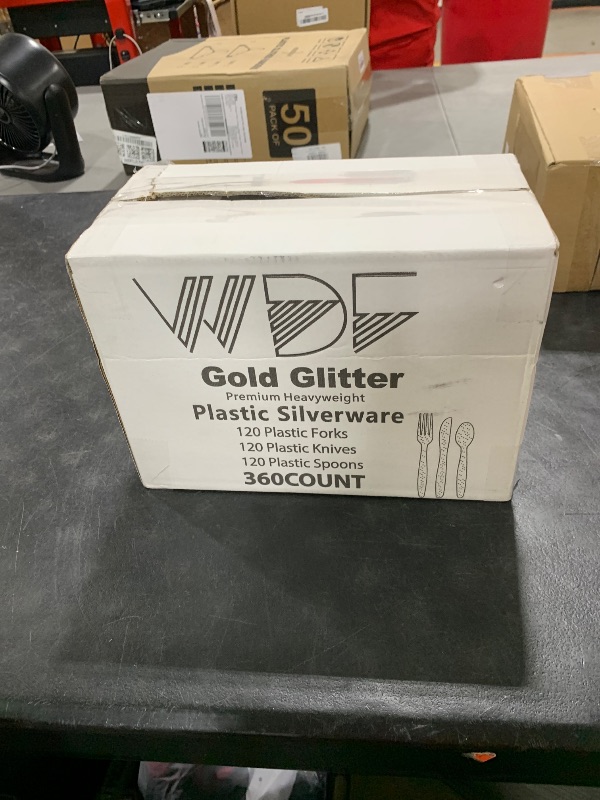 50
PACK OF
WDF
Gold Glitter
Premium Heavyweight
Plastic Silverware
120 Plastic Forks
120 Plastic Knives
120 Plastic Spoons
360COUNT